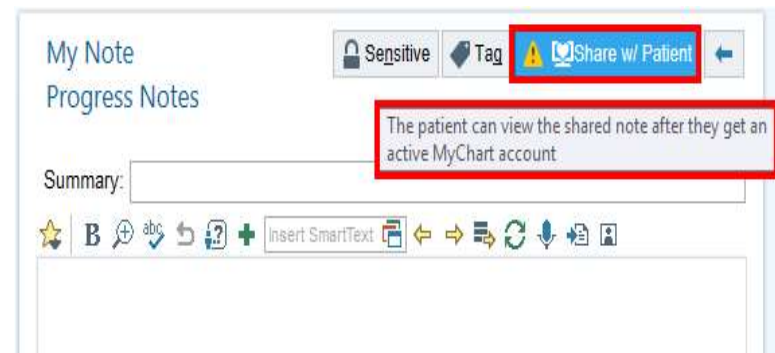 My Note
Sensitive Tag Share w/ Patient
Progress Notes
The patient can view the shared note after they get an
active MyChart account
Summary:
B abc Insert SmartText